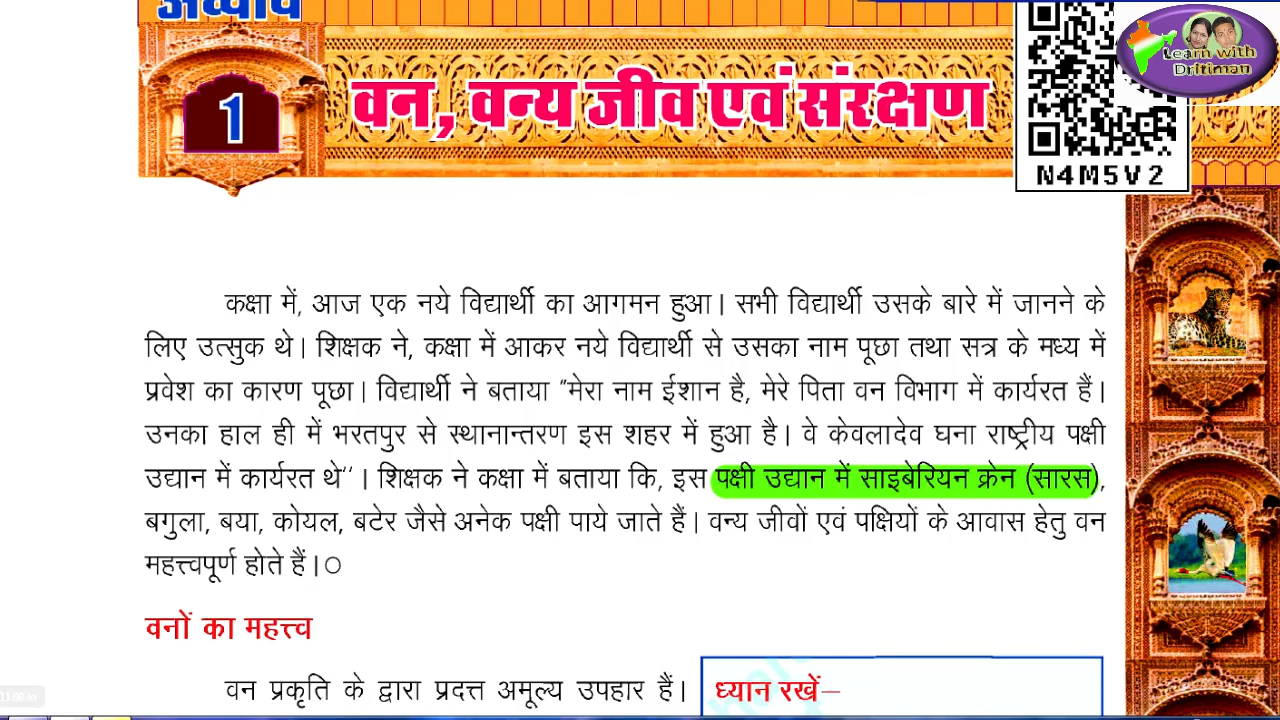 अध्याय
1
वन, वन्य जीव एवं संरक्षण
Learn with
Dritiman
N4M5V2
कक्षा में, आज एक नये विद्यार्थी का आगमन हुआ। सभी विद्यार्थी उसके बारे में जानने के
लिए उत्सुक थे। शिक्षक ने, कक्षा में आकर नये विद्यार्थी से उसका नाम पूछा तथा सत्र के मध्य में
प्रवेश का कारण पूछा। विद्यार्थी ने बताया "मेरा नाम ईशान है, मेरे पिता वन विभाग में कार्यरत हैं।
उनका हाल ही में भरतपुर से स्थानान्तरण इस शहर में हुआ है। वे केवलादेव घना राष्ट्रीय पक्षी
उद्यान में कार्यरत थे''। शिक्षक ने कक्षा में बताया कि, इस पक्षी उद्यान में साइबेरियन क्रेन (सारस),
बगुला, बया, कोयल, बटेर जैसे अनेक पक्षी पाये जाते हैं। वन्य जीवों एवं पक्षियों के आवास हेतु वन
महत्त्वपूर्ण होते हैं।
वनों का महत्त्व
वन प्रकृति के द्वारा प्रदत्त अमूल्य उपहार हैं।
ध्यान रखें–